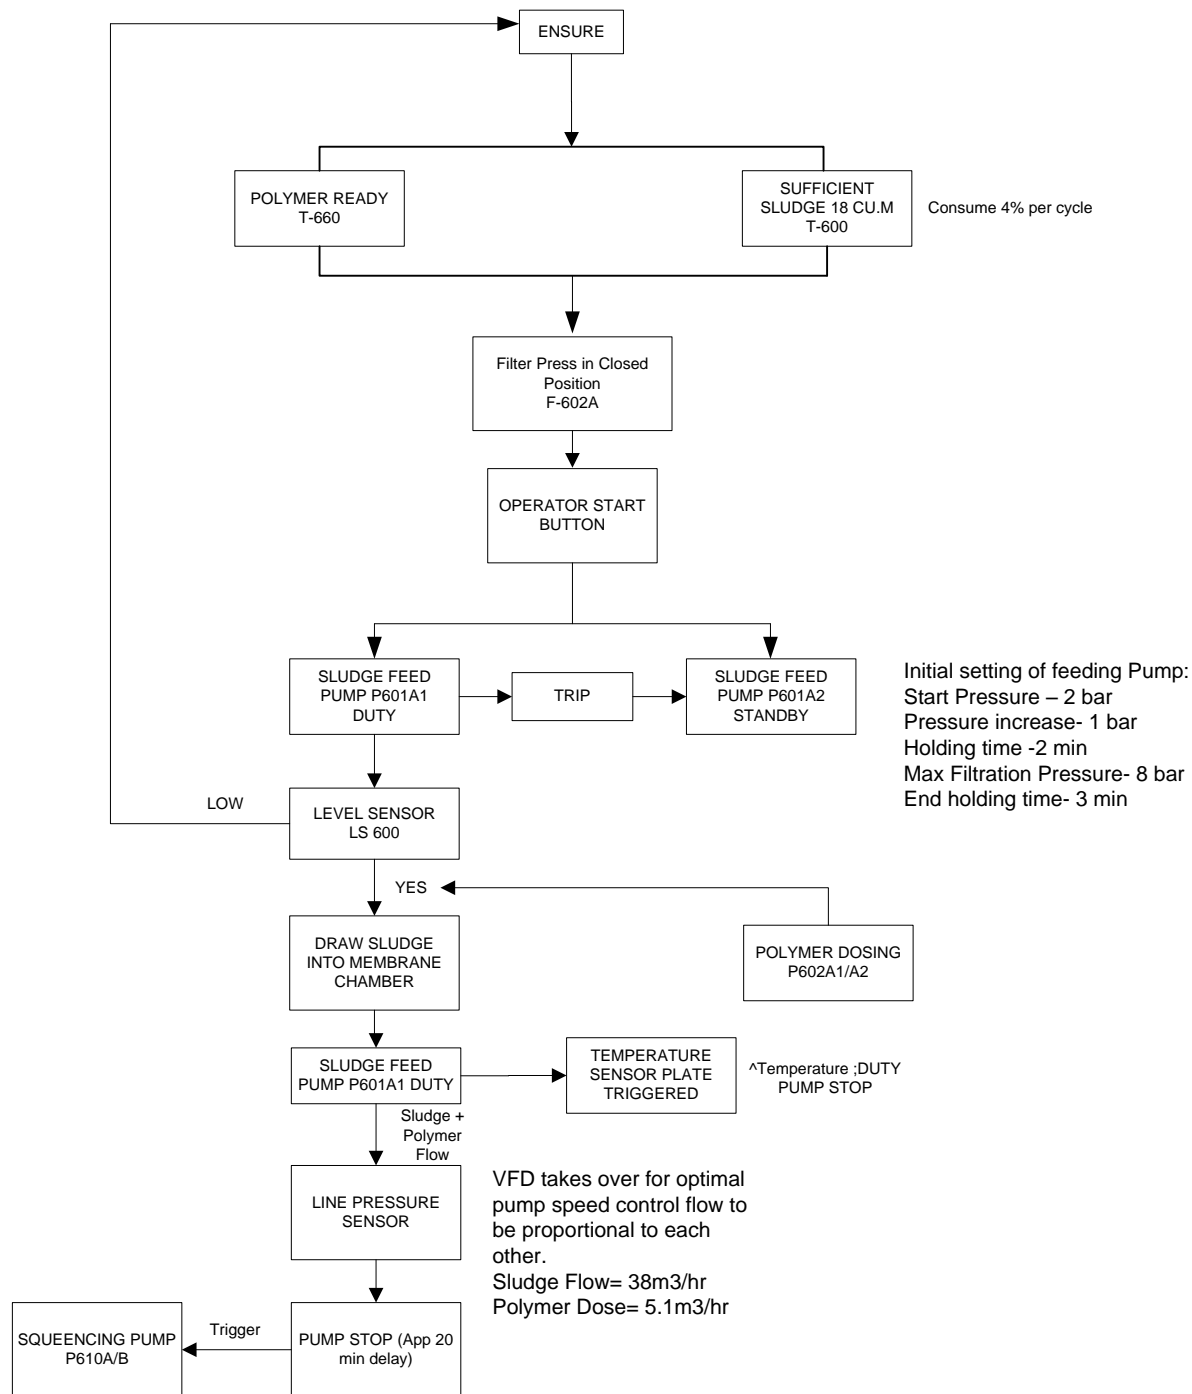 ENSURE
POLYMER READY
T-660
SUFFICIENT
SLUDGE 18 CU.M
T-600
Consume 4% per cycle
Filter Press in Closed
Position
F-602A
OPERATOR START
BUTTON
SLUDGE FEED
PUMP P601A1
DUTY
TRIP
SLUDGE FEED
PUMP P601A2
STANDBY
Initial setting of feeding Pump:
Start Pressure – 2 bar
Pressure increase- 1 bar
Holding time -2 min
Max Filtration Pressure- 8 bar
End holding time- 3 min
LOW
LEVEL SENSOR
LS 600
YES
DRAW SLUDGE
INTO MEMBRANE
CHAMBER
POLYMER DOSING
P602A1/A2
SLUDGE FEED
PUMP P601A1 DUTY
TEMPERATURE
SENSOR PLATE
TRIGGERED
^Temperature ;DUTY
PUMP STOP
Sludge +
Polymer
Flow
LINE PRESSURE
SENSOR
VFD takes over for optimal
pump speed control flow to
be proportional to each
other.
Sludge Flow= 38m3/hr
Polymer Dose= 5.1m3/hr
SQUEENCING PUMP
P610A/B
Trigger
PUMP STOP (App 20
min delay)